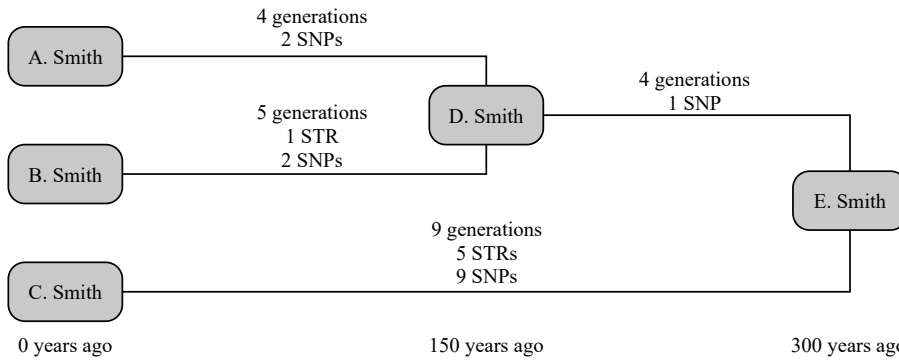 4 generations
2 SNPs
A. Smith
4 generations
1 SNP
5 generations
1 STR
2 SNPs
D. Smith
B. Smith
E. Smith
9 generations
5 STRs
9 SNPs
C. Smith
0 years ago
150 years ago
300 years ago